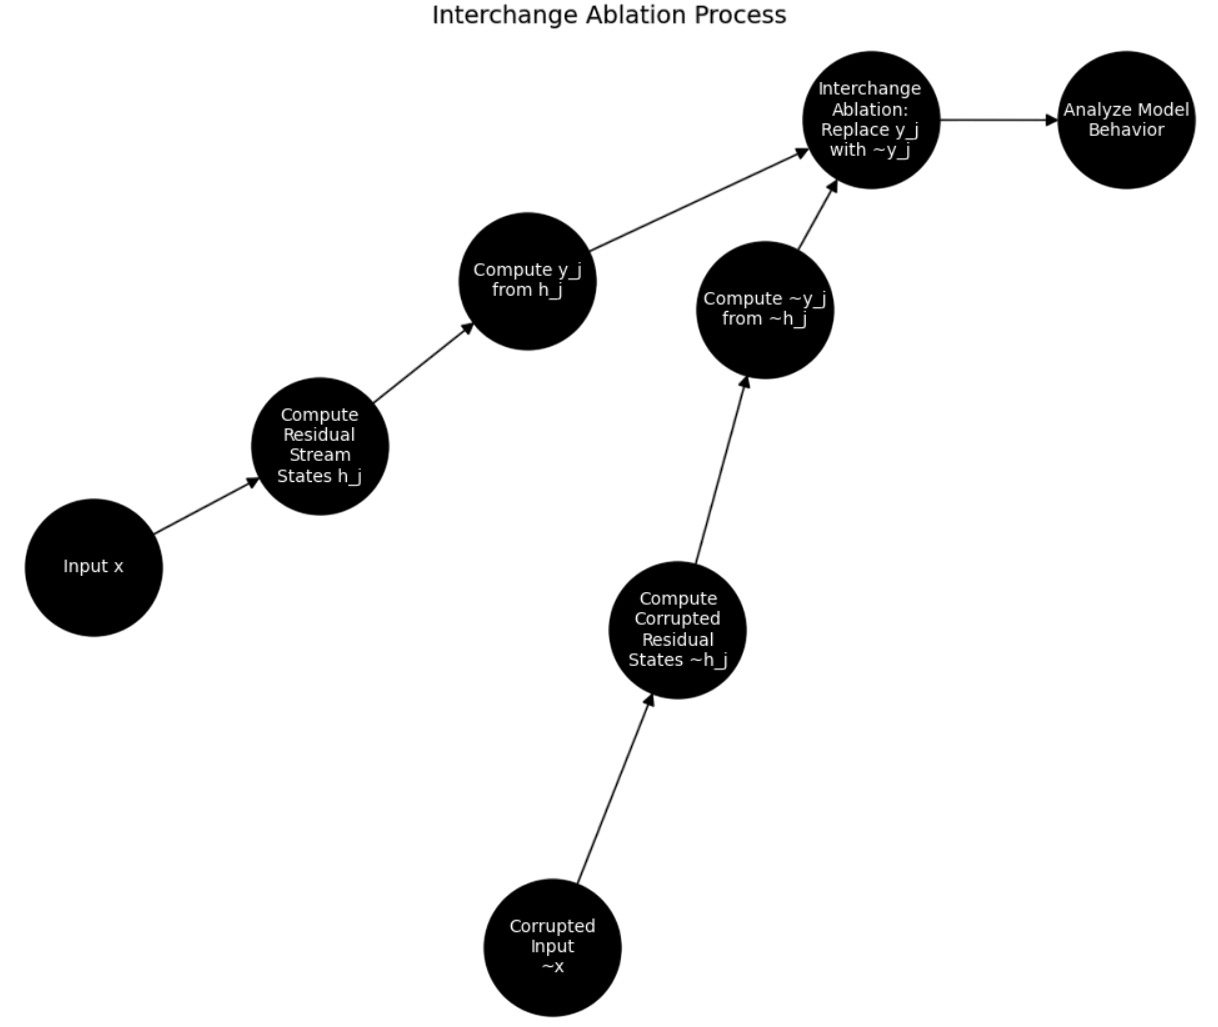 Interchange Ablation Process
Interchange
Ablation:
Replace y_j
with ~y_j
Analyze Model
Behavior
Compute y_j
from h_j
Compute ~y_j
from ~h_j
Compute
Residual
Stream
States h_j
Input x
Compute
Corrupted
Residual
States ~h_j
Corrupted
Input
~x